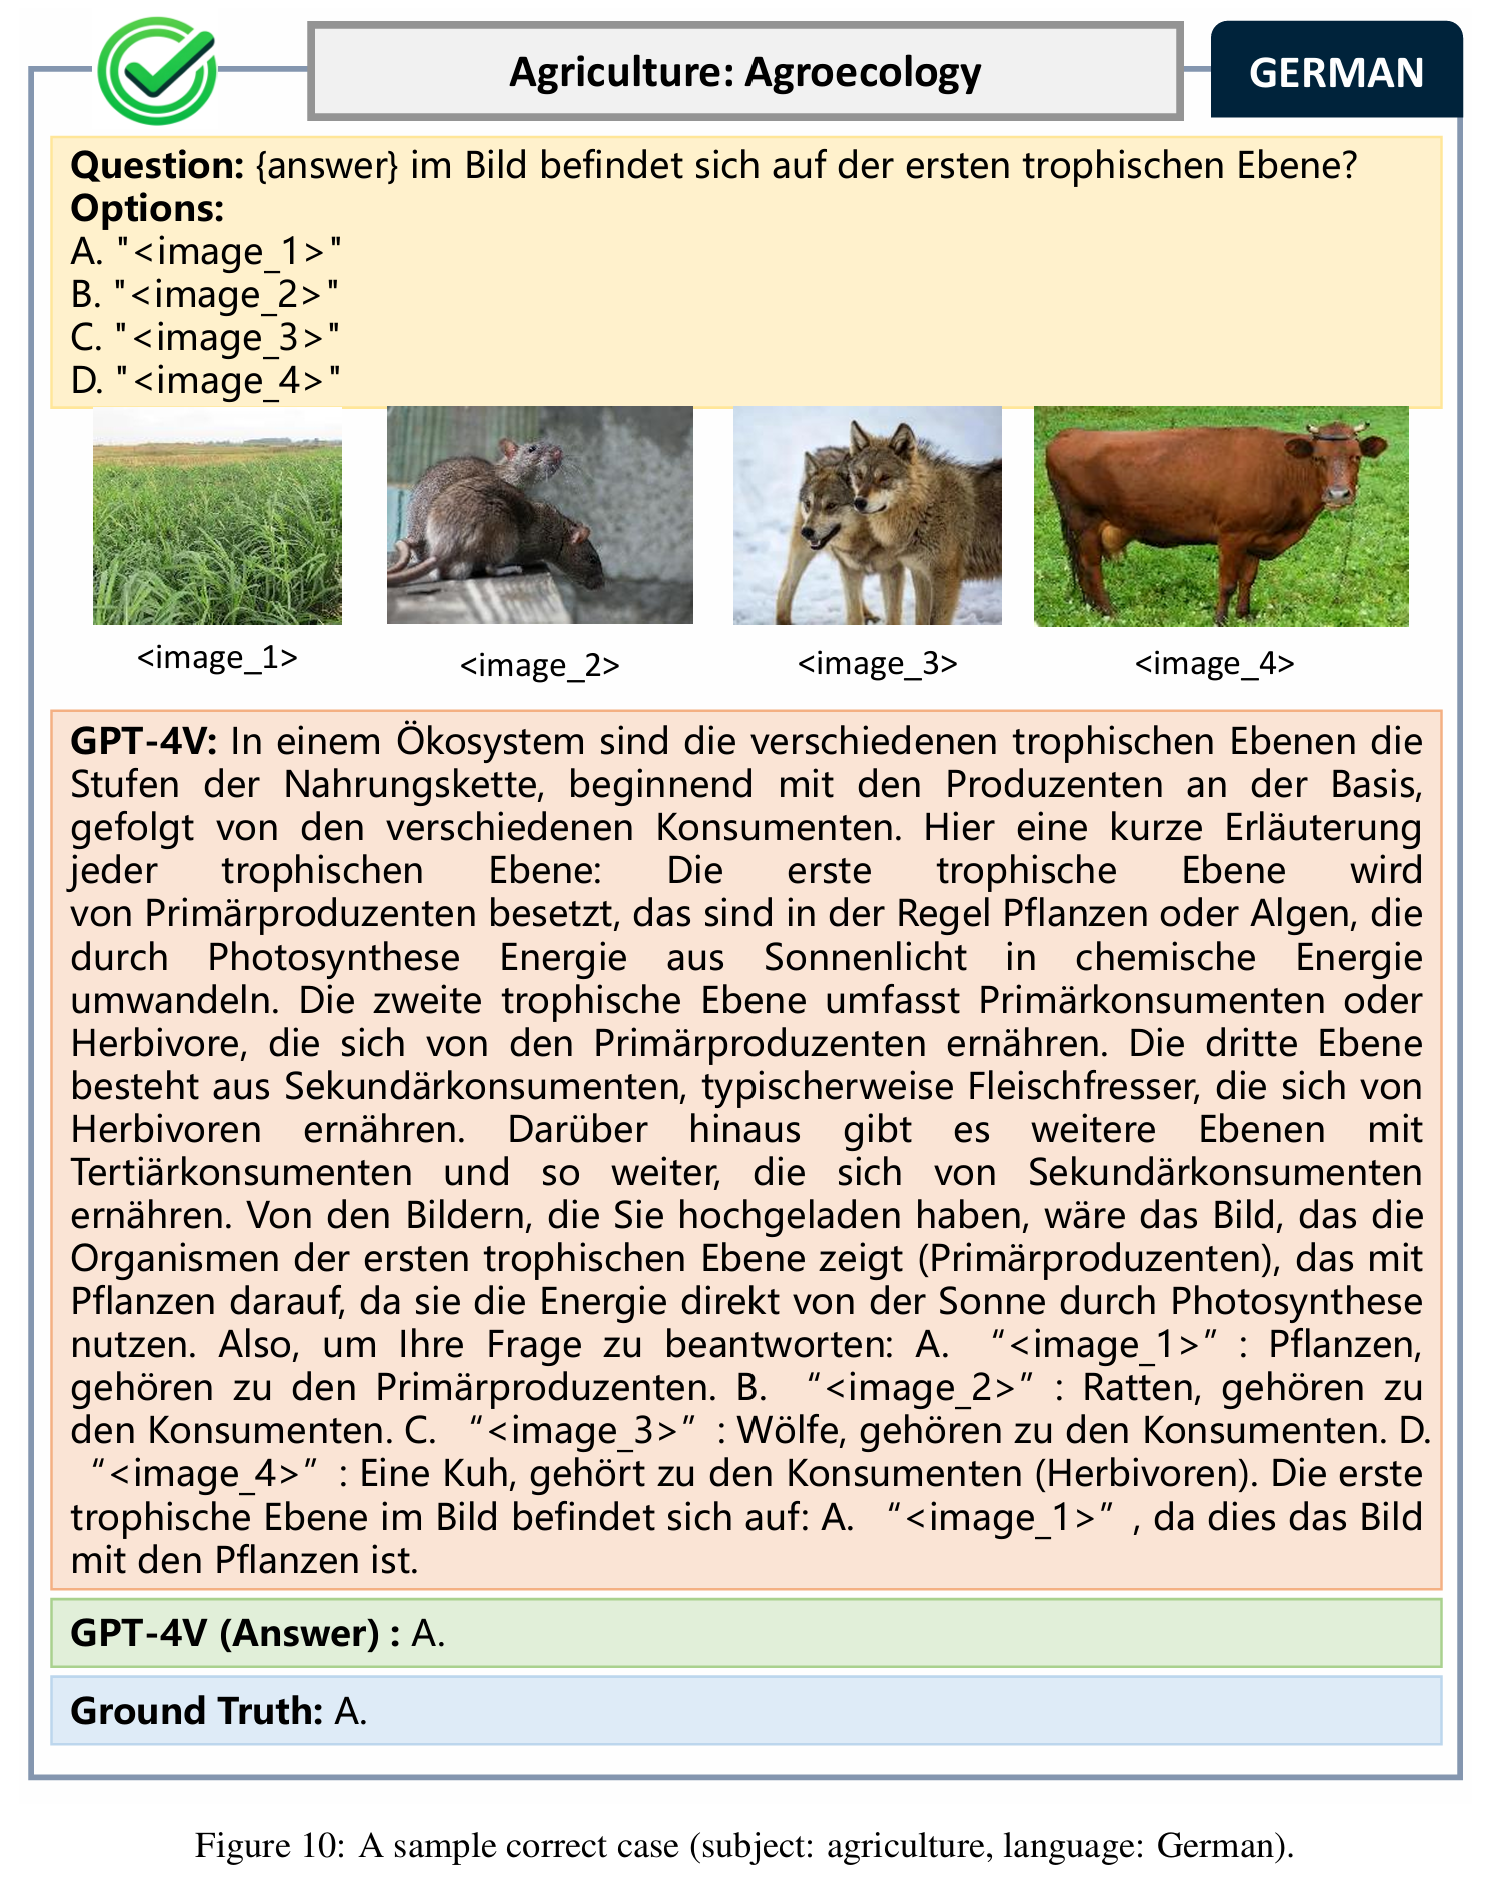 Agriculture: Agroecology
GERMAN
Question: {answer} im Bild befindet sich auf der ersten trophischen Ebene?
Options:
A. "<image_1>"
B. "<image_2>"
C. "<image_3>"
D. "<image_4>"
<image_1>
<image_2>
<image_3>
<image_4>
GPT-4V: In einem Ökosystem sind die verschiedenen trophischen Ebenen die
Stufen der Nahrungskette, beginnend mit den Produzenten an der Basis,
gefolgt von den verschiedenen Konsumenten. Hier eine kurze Erläuterung
jeder trophischen Ebene: Die erste trophische Ebene wird
von Primärproduzenten besetzt, das sind in der Regel Pflanzen oder Algen, die
durch Photosynthese Energie aus Sonnenlicht in chemische Energie
umwandeln. Die zweite trophische Ebene umfasst Primärkonsumenten oder
Herbivore, die sich von den Primärproduzenten ernähren. Die dritte Ebene
besteht aus Sekundärkonsumenten, typischerweise Fleischfresser, die sich von
Herbivoren ernähren. Darüber hinaus gibt es weitere Ebenen mit
Tertiärkonsumenten und so weiter, die sich von Sekundärkonsumenten
ernähren. Von den Bildern, die Sie hochgeladen haben, wäre das Bild, das die
Organismen der ersten trophischen Ebene zeigt (Primärproduzenten), das mit
Pflanzen darauf, da sie die Energie direkt von der Sonne durch Photosynthese
nutzen. Also, um Ihre Frage zu beantworten: A. “<image_1>” : Pflanzen,
gehören zu den Primärproduzenten. B. “<image_2>” : Ratten, gehören zu
den Konsumenten. C. “<image_3>” : Wölfe, gehören zu den Konsumenten. D.
“<image_4>” : Eine Kuh, gehört zu den Konsumenten (Herbivoren). Die erste
trophische Ebene im Bild befindet sich auf: A. “<image_1>” , da dies das Bild
mit den Pflanzen ist.
GPT-4V (Answer) : A.
Ground Truth: A.
Figure 10: A sample correct case (subject: agriculture, language: German).